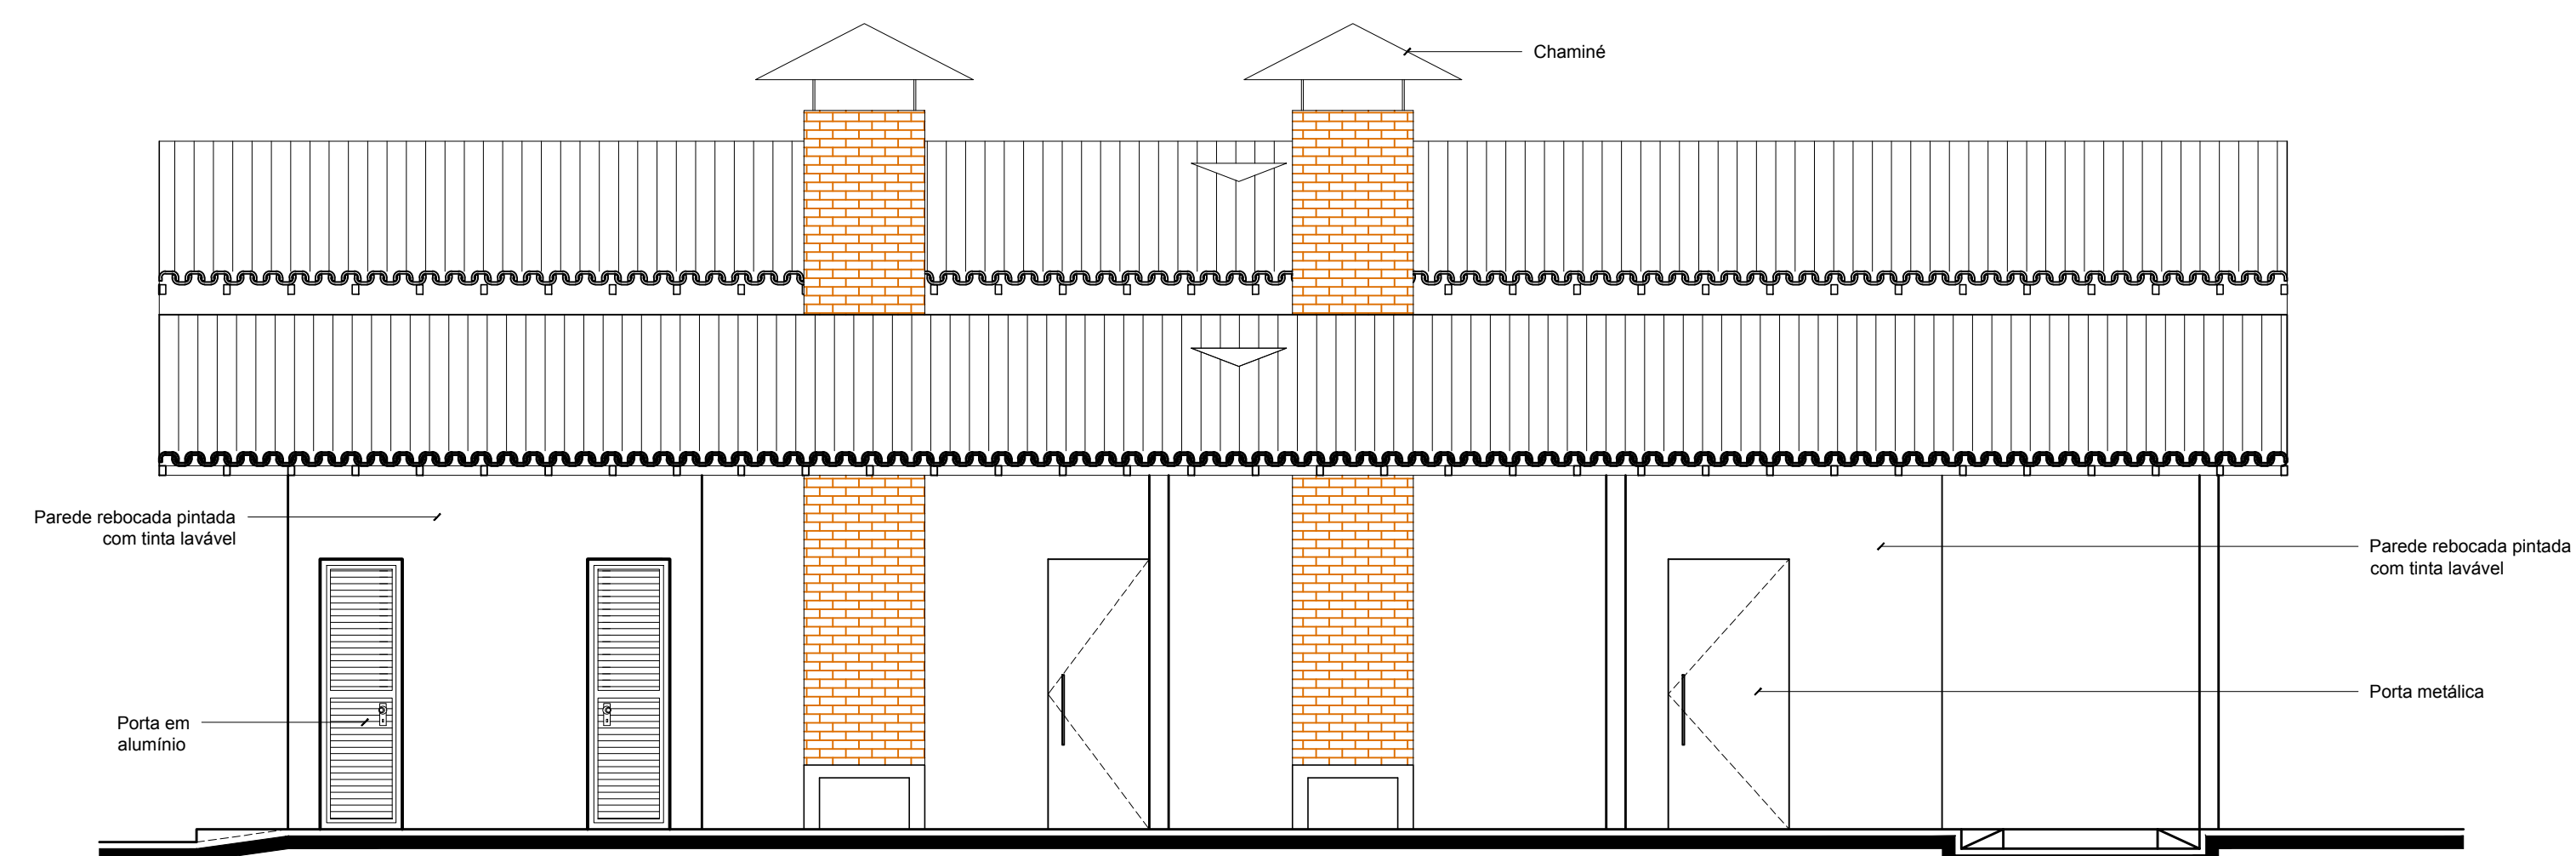 Chaminé
Parede rebocada pintada
com tinta lavável
Parede rebocada pintada
com tinta lavável
Porta metálica
Porta em
alumínio